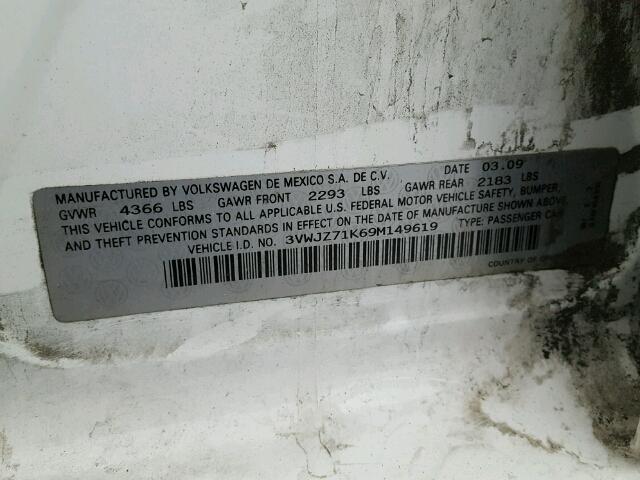 MANUFACTURED BY VOLKSWAGEN DE MEXICO S.A. DE C.V. DATE 03.09
GVWR 4366 LBS GAWR FRONT 2293 LBS GAWR REAR 2183 LBS
THIS VEHICLE CONFORMS TO ALL APPLICABLE U.S. FEDERAL MOTOR VEHICLE SAFETY, BUMPER,
AND THEFT PREVENTION STANDARDS IN EFFECT ON THE DATE OF MANUFACTURE SHOWN ABOVE.
VEHICLE I.D. NO. 3VWJZ71K69M149619 TYPE: PASSENGER CAR
COUNTRY OF